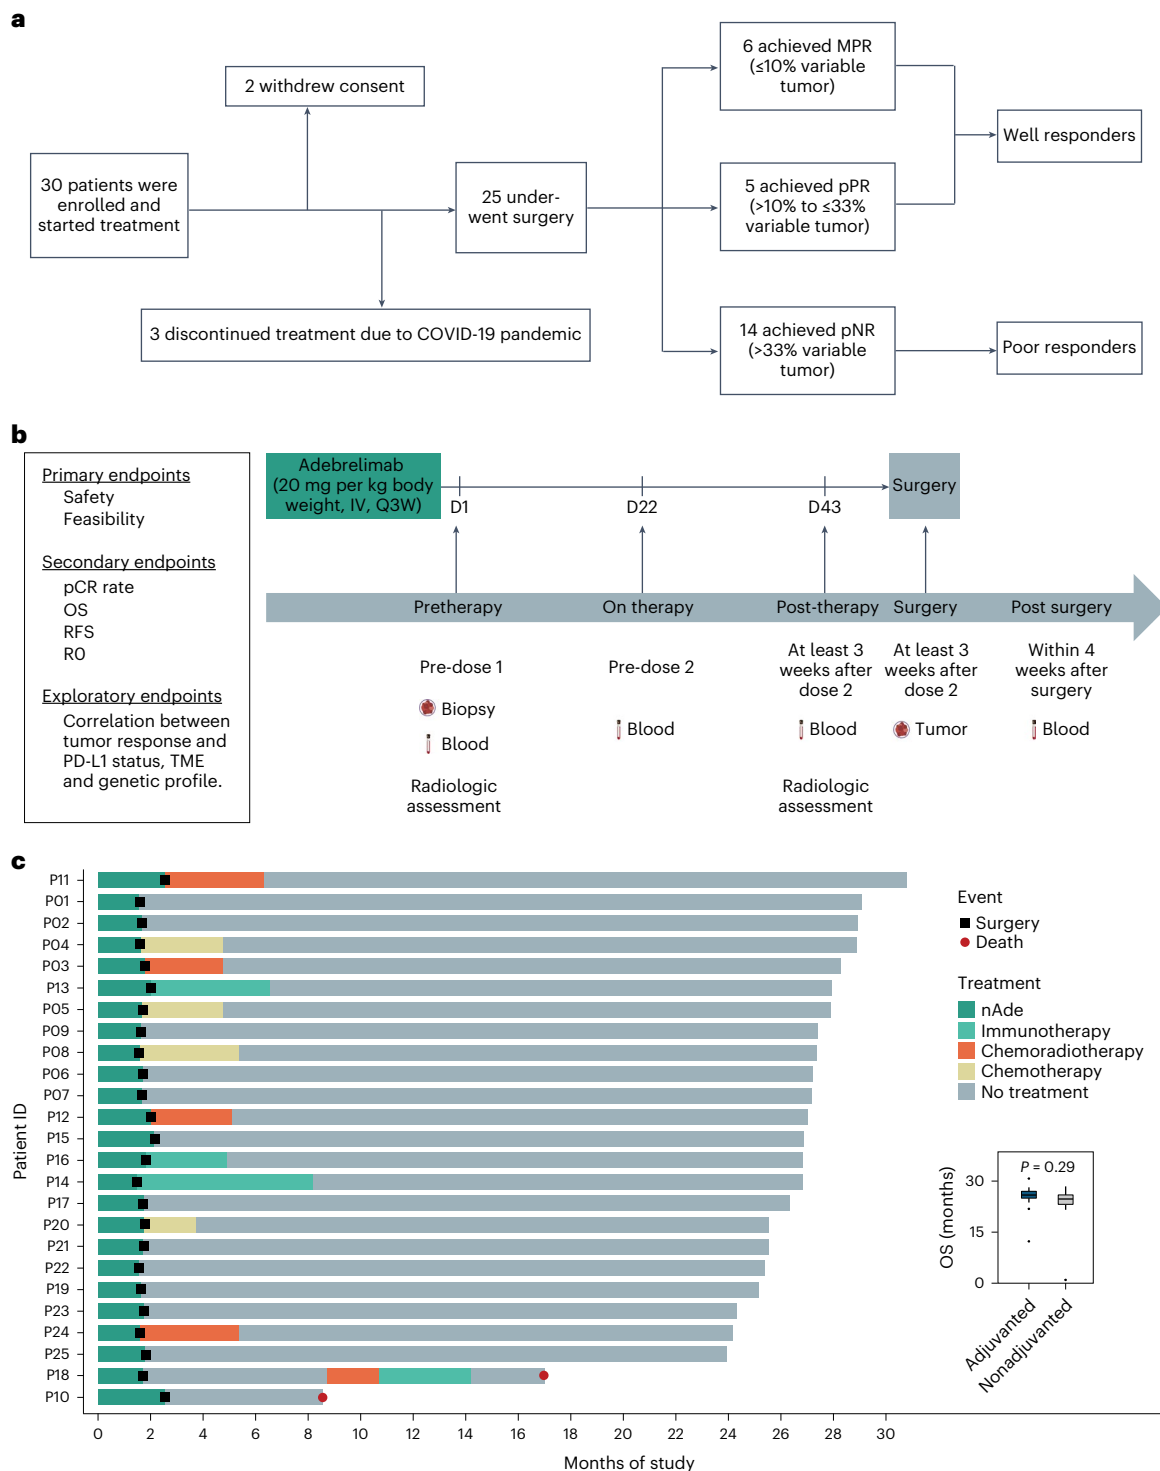 a
2 withdrew consent
30 patients were
enrolled and
started treatment
3 discontinued treatment due to COVID-19 pandemic
25 under-
went surgery
6 achieved MPR
(≤10% variable
tumor)
5 achieved pPR
(>10% to ≤33%
variable tumor)
14 achieved pNR
(>33% variable
tumor)
Well responders
Poor responders
b
Primary endpoints
Safety
Feasibility
Secondary endpoints
pCR rate
OS
RFS
R0
Exploratory endpoints
Correlation between
tumor response and
PD-L1 status, TME
and genetic profile.
Adebrelimab
(20 mg per kg body
weight, IV, Q3W)
D1
D22
D43
Surgery
Pretherapy
On therapy
Post-therapy
Surgery
Post surgery
Pre-dose 1
Pre-dose 2
At least 3
weeks after
dose 2
At least 3
weeks after
dose 2
Within 4
weeks after
surgery
Biopsy
Blood
Blood
Blood
Tumor
Blood
Radiologic
assessment
Radiologic
assessment
c
Patient ID
P11
P01
P02
P04
P03
P13
P05
P09
P08
P06
P07
P12
P15
P16
P14
P17
P20
P21
P22
P19
P23
P24
P25
P18
P10
0 2 4 6 8 10 12 14 16 18 20 22 24 26 28 30
Months of study
Event
Surgery
Death
Treatment
nAde
Immunotherapy
Chemoradiotherapy
Chemotherapy
No treatment
P = 0.29
OS (months)
30
15
0
Adjuvanted
Nonadjuvanted